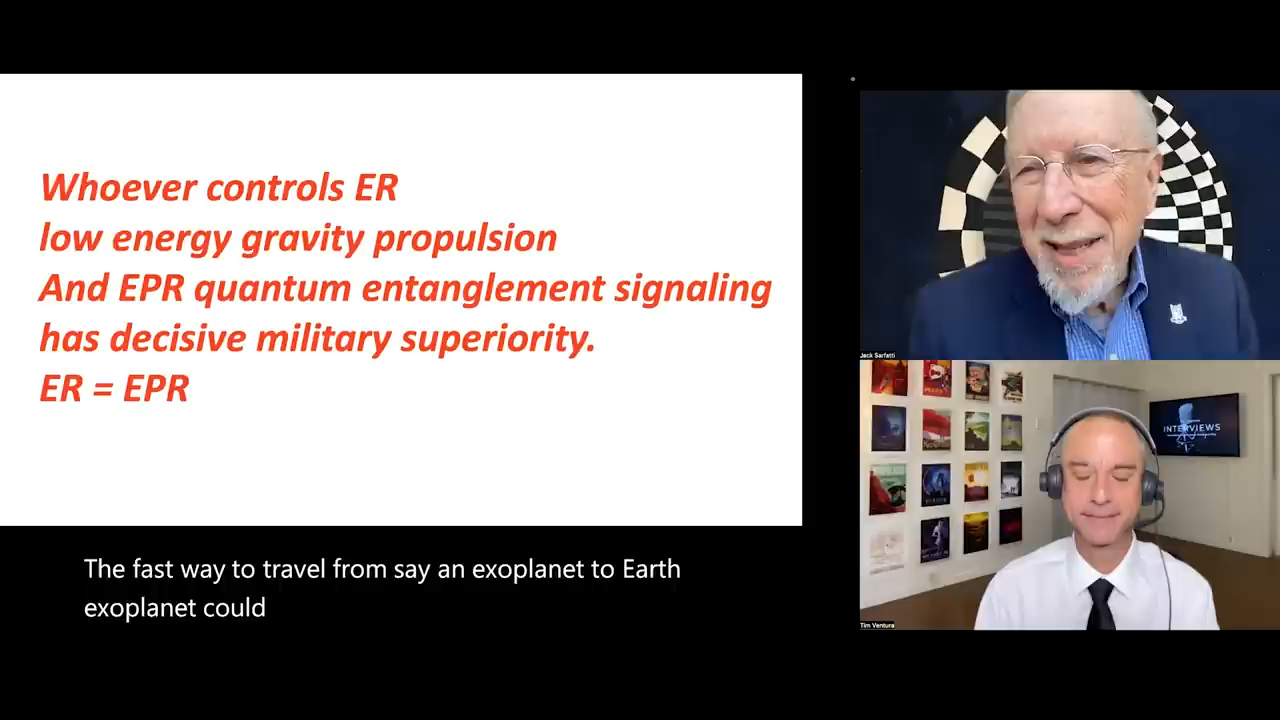 Whoever controls ER
low energy gravity propulsion
And EPR quantum entanglement signaling
has decisive military superiority.
ER = EPR
The fast way to travel from say an exoplanet to Earth
exoplanet could
Jack Sarfatti
INTERVIEWS
Tim Ventura